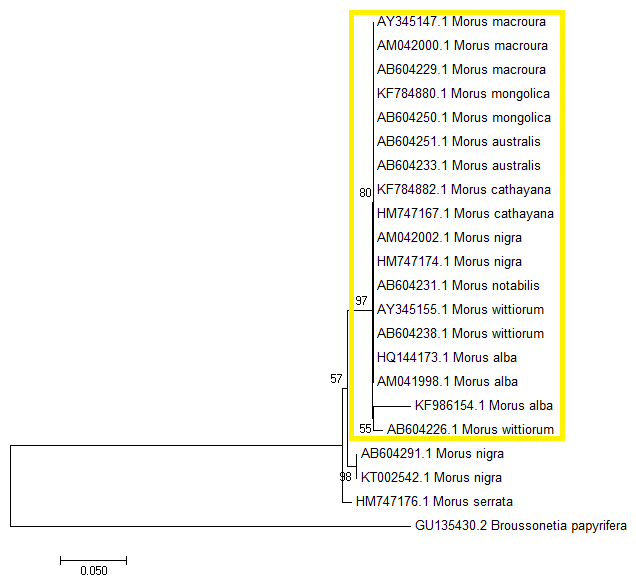 AY345147.1 Morus macroura
AM042000.1 Morus macroura
AB604229.1 Morus macroura
KF784880.1 Morus mongolica
AB604250.1 Morus mongolica
AB604251.1 Morus australis
AB604233.1 Morus australis
KF784882.1 Morus cathayana
80
HM747167.1 Morus cathayana
AM042002.1 Morus nigra
HM747174.1 Morus nigra
AB604231.1 Morus notabilis
97
AY345155.1 Morus wittiorum
AB604238.1 Morus wittiorum
HQ144173.1 Morus alba
57
AM041998.1 Morus alba
KF986154.1 Morus alba
55
AB604226.1 Morus wittiorum
AB604291.1 Morus nigra
98
KT002542.1 Morus nigra
HM747176.1 Morus serrata
GU135430.2 Broussonetia papyrifera
0.050